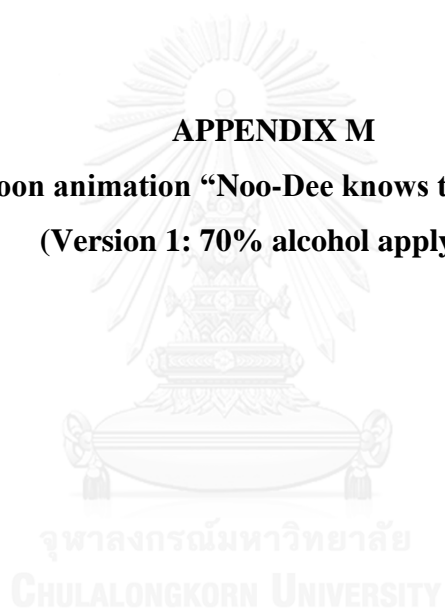 APPENDIX M
oon animation “Noo-Dee knows t
(Version 1: 70% alcohol apply
จุฬาลงกรณ์มหาวิทยาลัย
CHULALONGKORN UNIVERSITY